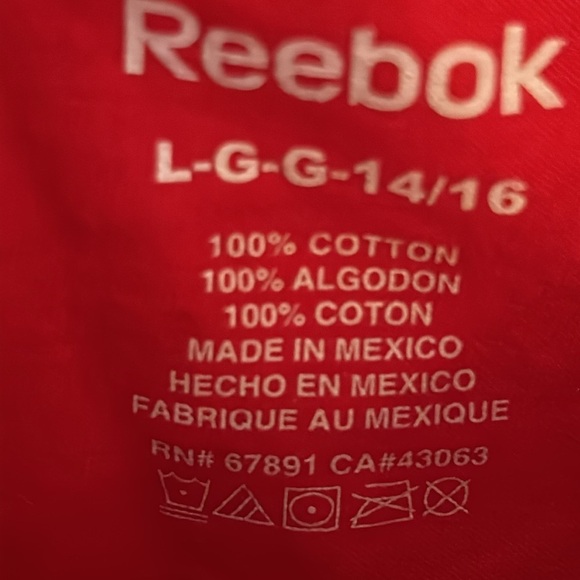 Reebok
L-G-G-14/16
100% COTTON
100% ALGODON
100% COTON
MADE IN MEXICO
HECHO EN MEXICO
FABRIQUE AU MEXIQUE
RN# 67891 CA#43063